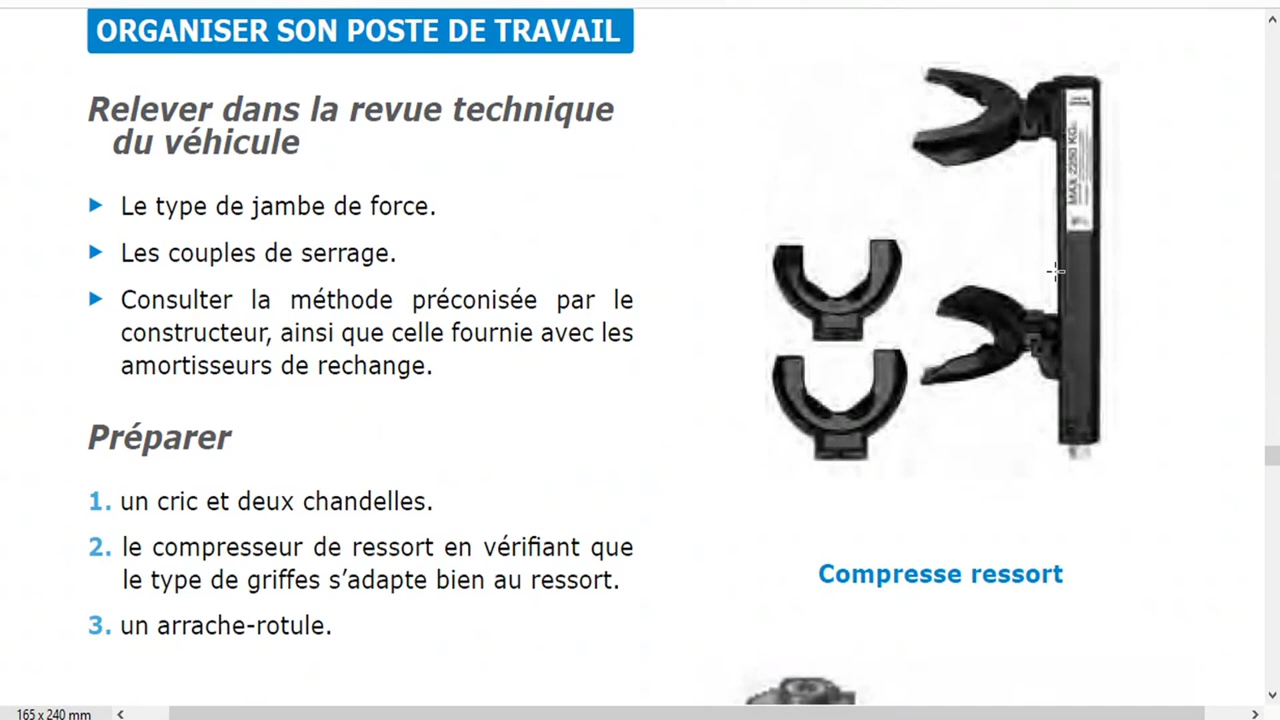 ORGANISER SON POSTE DE TRAVAIL
Relever dans la revue technique
du véhicule
Le type de jambe de force.
Les couples de serrage.
Consulter la méthode préconisée par le
constructeur, ainsi que celle fournie avec les
amortisseurs de rechange.
Préparer
1. un cric et deux chandelles.
2. le compresseur de ressort en vérifiant que
le type de griffes s’adapte bien au ressort.
3. un arrache-rotule.
MAX 2250 KG
Compresse ressort
165 x 240 mm